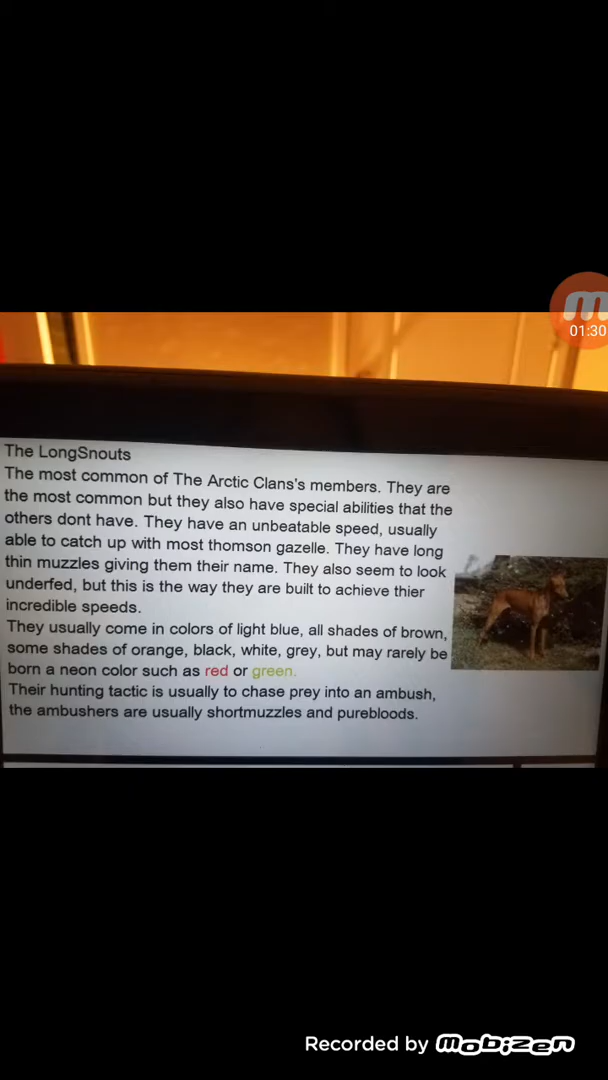 01:30
The LongSnouts
The most common of The Arctic Clans's members. They are
the most common but they also have special abilities that the
others dont have. They have an unbeatable speed, usually
able to catch up with most thomson gazelle. They have long
thin muzzles giving them their name. They also seem to look
underfed, but this is the way they are built to achieve thier
incredible speeds.
They usually come in colors of light blue, all shades of brown,
some shades of orange, black, white, grey, but may rarely be
born a neon color such as red or green.
Their hunting tactic is usually to chase prey into an ambush,
the ambushers are usually shortmuzzles and purebloods.
Recorded by mobizen